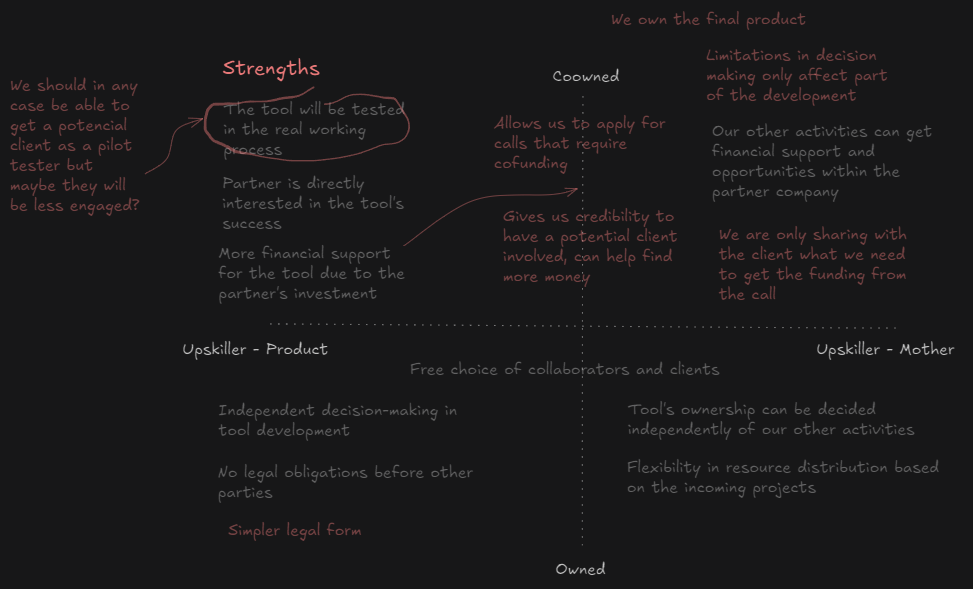 We own the final product
Strengths
Coowned
Limitations in decision
making only affect part
of the development
We should in any
case be able to
get a potencial
client as a pilot
tester but
maybe they will
be less engaged?
The tool will be tested
in the real working
process
Allows us to apply for
calls that require
cofunding
Our other activities can get
financial support and
opportunities within the
partner company
Partner is directly
interested in the tool's
success
Gives us credibility to
have a potential client
involved, can help find
more money
We are only sharing with
the client what we need
to get the funding from
the call
More financial support
for the tool due to the
partner's investment
Upskiller - Product
Upskiller - Mother
Free choice of collaborators and clients
Independent decision-making in
tool development
Tool's ownership can be decided
independently of our other activities
No legal obligations before other
parties
Flexibility in resource distribution based
on the incoming projects
Simpler legal form
Owned